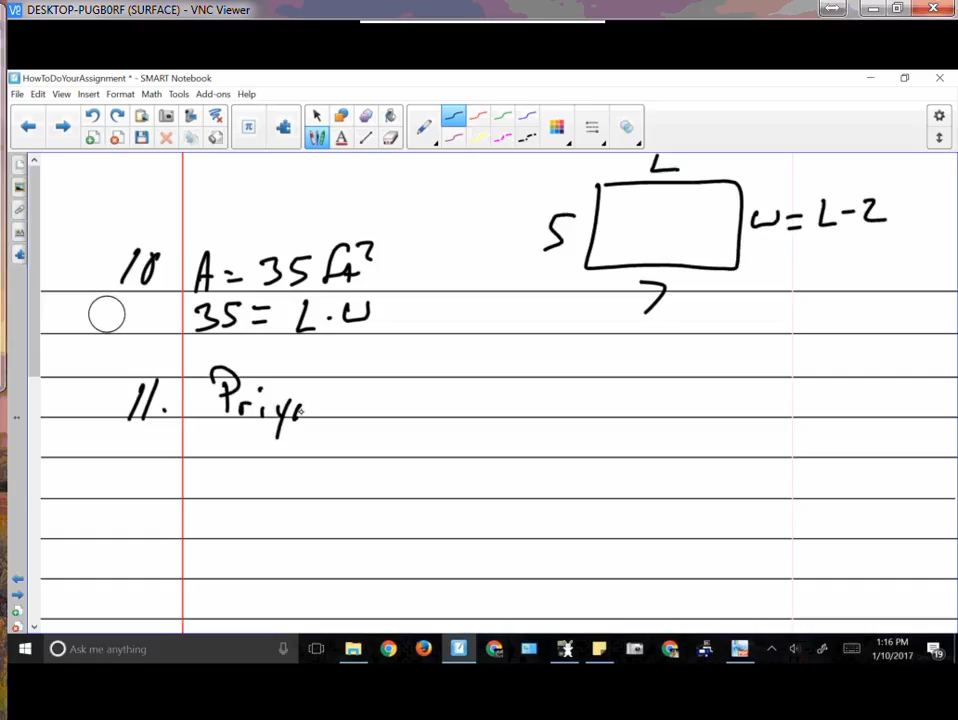 DESKTOP-PUGB0RF (SURFACE) - VNC Viewer
HowToDoYourAssignment * - SMART Notebook
File Edit View Insert Format Math Tools Add-ons Help
L
5 W = L - 2
7
10 A = 35 ft²
35 = L · W
11. Priya
Ask me anything
1:16 PM
1/10/2017
19